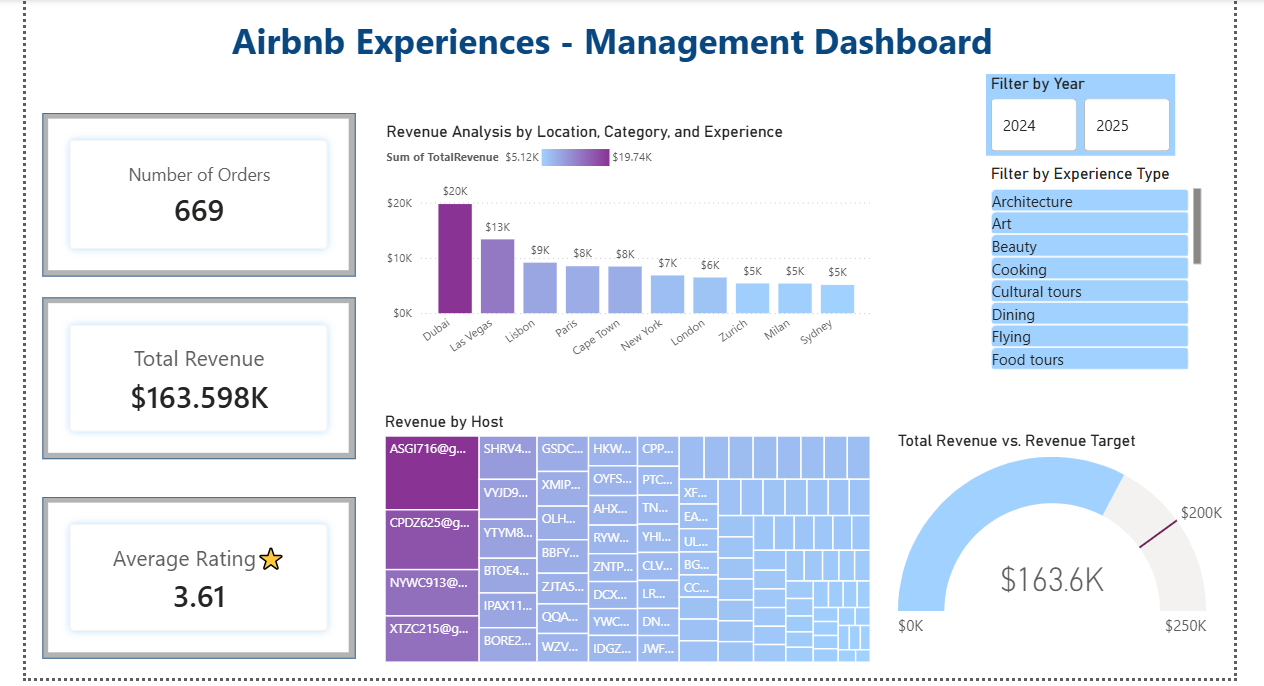 Airbnb Experiences - Management Dashboard
Filter by Year
2024
2025
Number of Orders
669
Total Revenue
$163.598K
Average Rating⭐
3.61
Revenue Analysis by Location, Category, and Experience
Sum of TotalRevenue $5.12K $19.74K
$20K
$10K
$0K
$20K
$13K
$9K
$8K
$8K
$7K
$6K
$5K
$5K
$5K
Dubai
Las Vegas
Lisbon
Paris
Cape Town
New York
London
Zurich
Milan
Sydney
Filter by Experience Type
Architecture
Art
Beauty
Cooking
Cultural tours
Dining
Flying
Food tours
Revenue by Host
ASGI716@g...
CPDZ625@g...
NYWC913@...
XTZC215@g...
SHRV4...
VYJD9...
YTYM8...
BTOE4...
IPAX11...
BORE2...
GSDC...
XMIP...
OLH...
BBFY...
ZJTA5...
QQA...
WZV...
HKW...
OYFS...
AHX...
RYW...
ZNTP...
DCX...
YWC...
IDGZ...
CPP...
PTC...
TN...
YHI...
CLV...
LR...
DN...
JWF...
XF...
EA...
UL...
BG...
CC...
Total Revenue vs. Revenue Target
$200K
$163.6K
$0K
$250K